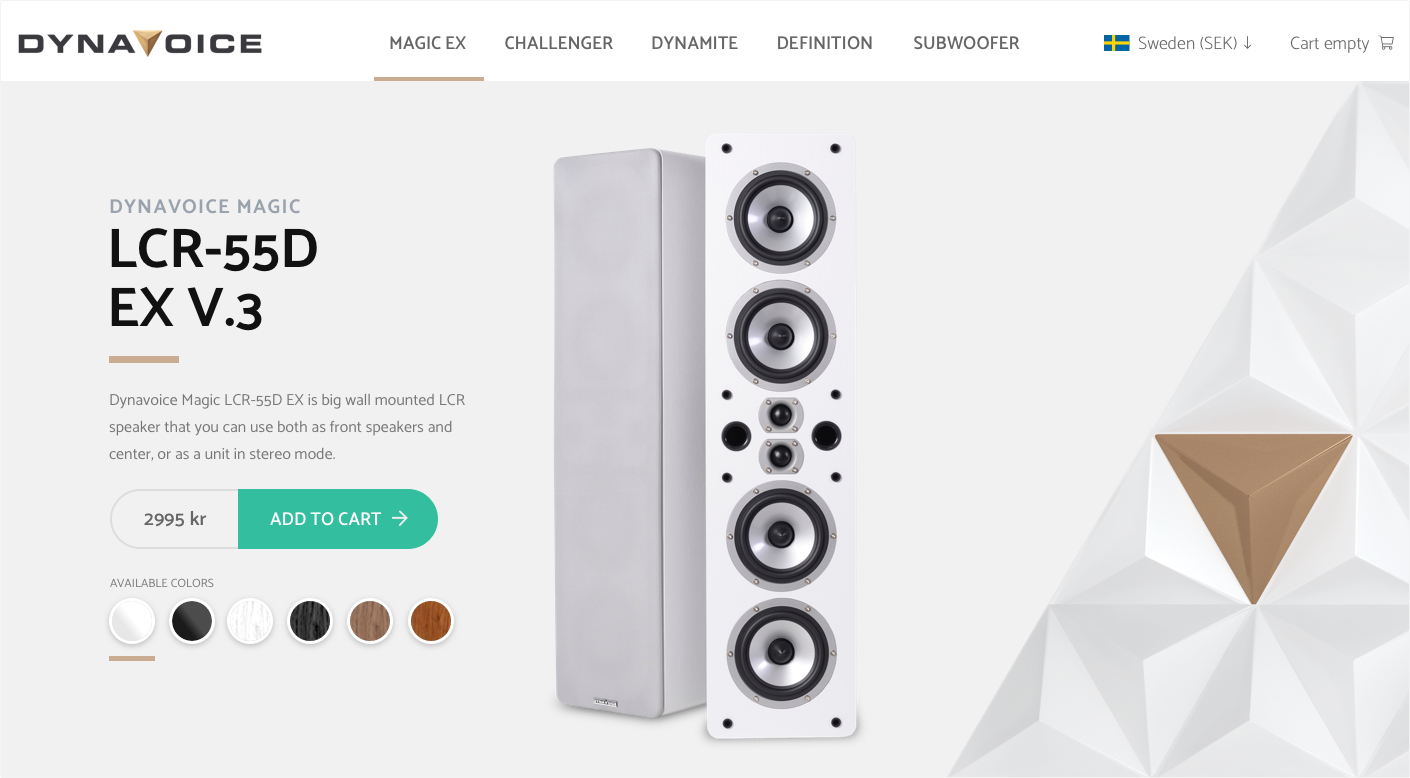 DYNAVOICE
MAGIC EX
CHALLENGER
DYNAMITE
DEFINITION
SUBWOOFER
Sweden (SEK) ↓
Cart empty
DYNAVOICE MAGIC
LCR-55D
EX V.3
Dynavoice Magic LCR-55D EX is big wall mounted LCR
speaker that you can use both as front speakers and
center, or as a unit in stereo mode.
2995 kr
ADD TO CART →
AVAILABLE COLORS